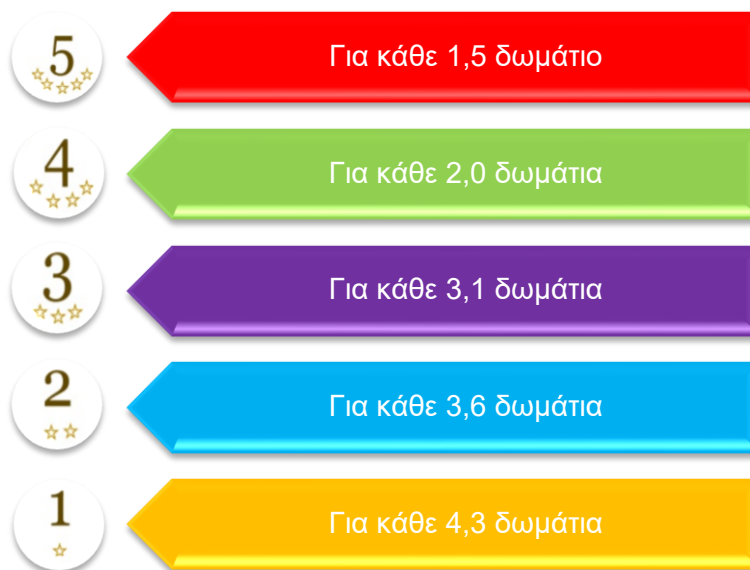 5
Για κάθε 1,5 δωμάτιο
4
Για κάθε 2,0 δωμάτια
3
Για κάθε 3,1 δωμάτια
2
Για κάθε 3,6 δωμάτια
1
Για κάθε 4,3 δωμάτια